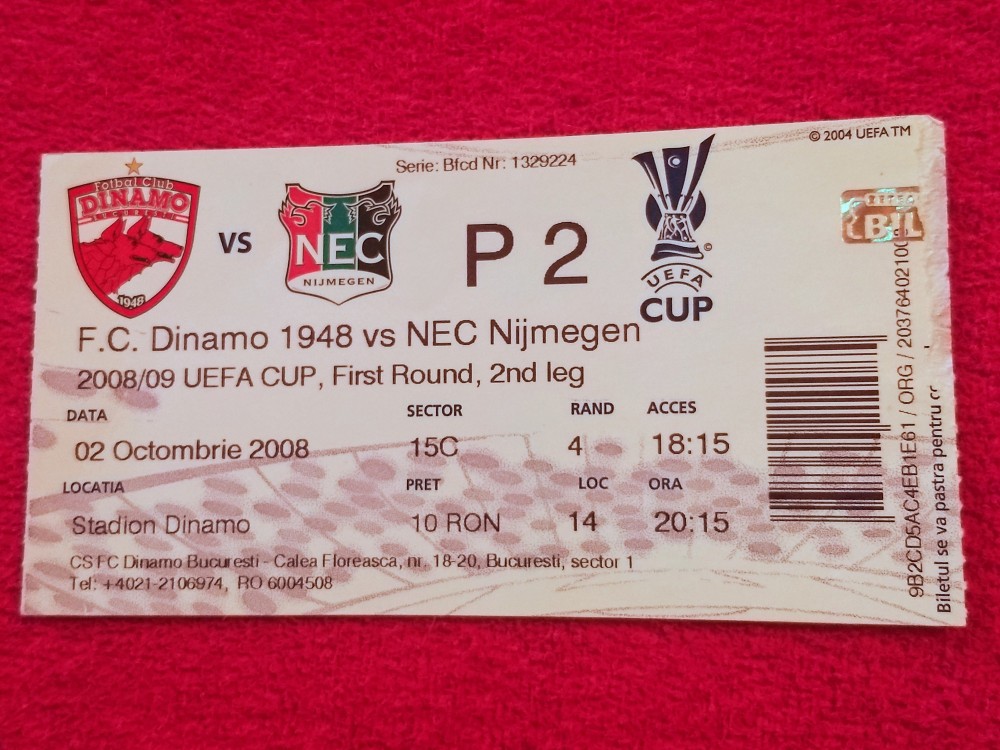 © 2004 UEFA TM
Serie: Bfcd Nr: 1329224
Fotbal Club
DINAMO
BUCURESTI
1948
VS
NEC
NIJMEGEN
P 2
UEFA
CUP
BIL
F.C. Dinamo 1948 vs NEC Nijmegen
2008/09 UEFA CUP, First Round, 2nd leg
DATA SECTOR RAND ACCES
02 Octombrie 2008 15C 4 18:15
LOCATIA PRET LOC ORA
Stadion Dinamo 10 RON 14 20:15
CS FC Dinamo Bucuresti - Calea Floreasca, nr. 18-20, Bucuresti, sector 1
Tel: +4021-2106974, RO 6004508
9B2CD5AC4EB1E61 / ORG / 2037640210
Biletul se va pastra pentru